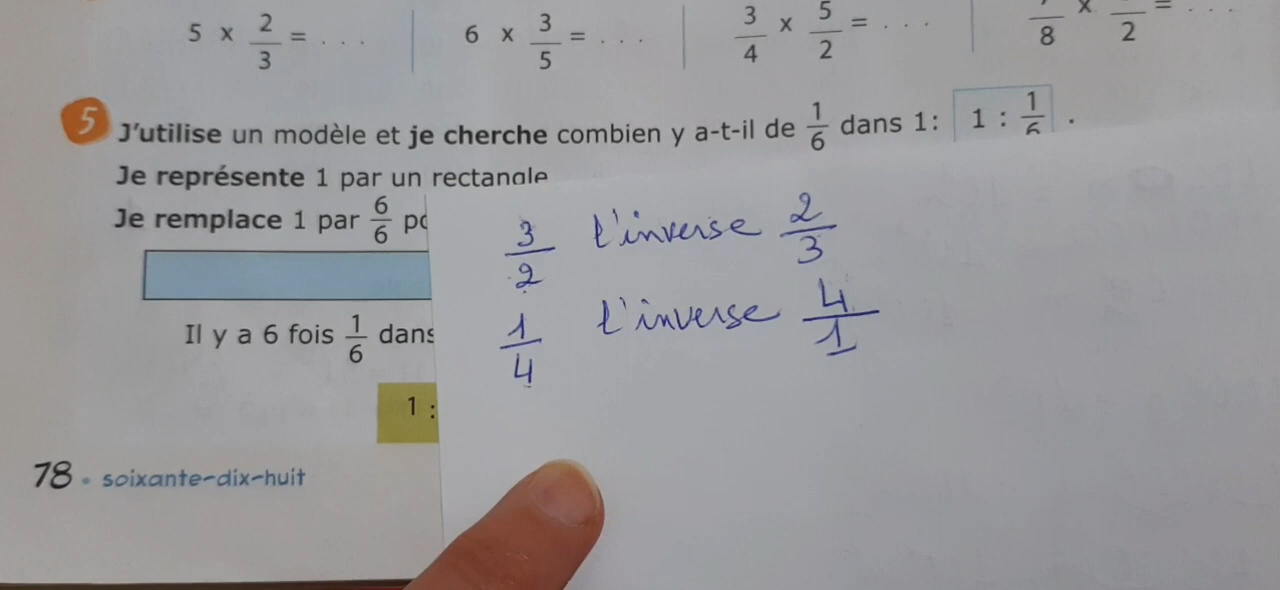 5 x 2/3 = . . .
6 x 3/5 = . . .
3/4 x 5/2 = . . .
/8 x /2 = . . .
5
J'utilise un modèle et je cherche combien y a-t-il de 1/6 dans 1: 1 : 1/6 .
Je représente 1 par un rectangle
Je remplace 1 par 6/6
Il y a 6 fois 1/6 dans
1 :
78 • soixante-dix-huit
3/2 l'inverse 2/3
1/4 l'inverse 4/1